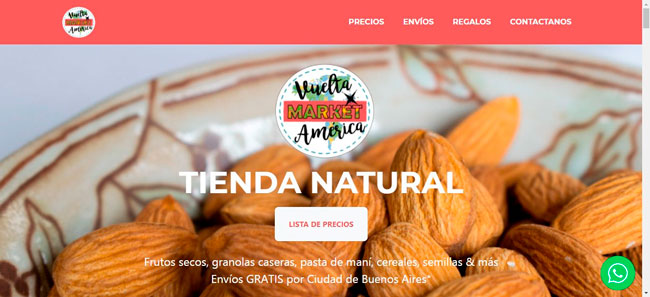 Vuelta
MARKET
América
PRECIOS
ENVÍOS
REGALOS
CONTACTANOS
Vuelta
MARKET
América
TIENDA NATURAL
LISTA DE PRECIOS
Frutos secos, granolas caseras, pasta de maní, cereales, semillas & más
Envíos GRATIS por Ciudad de Buenos Aires*